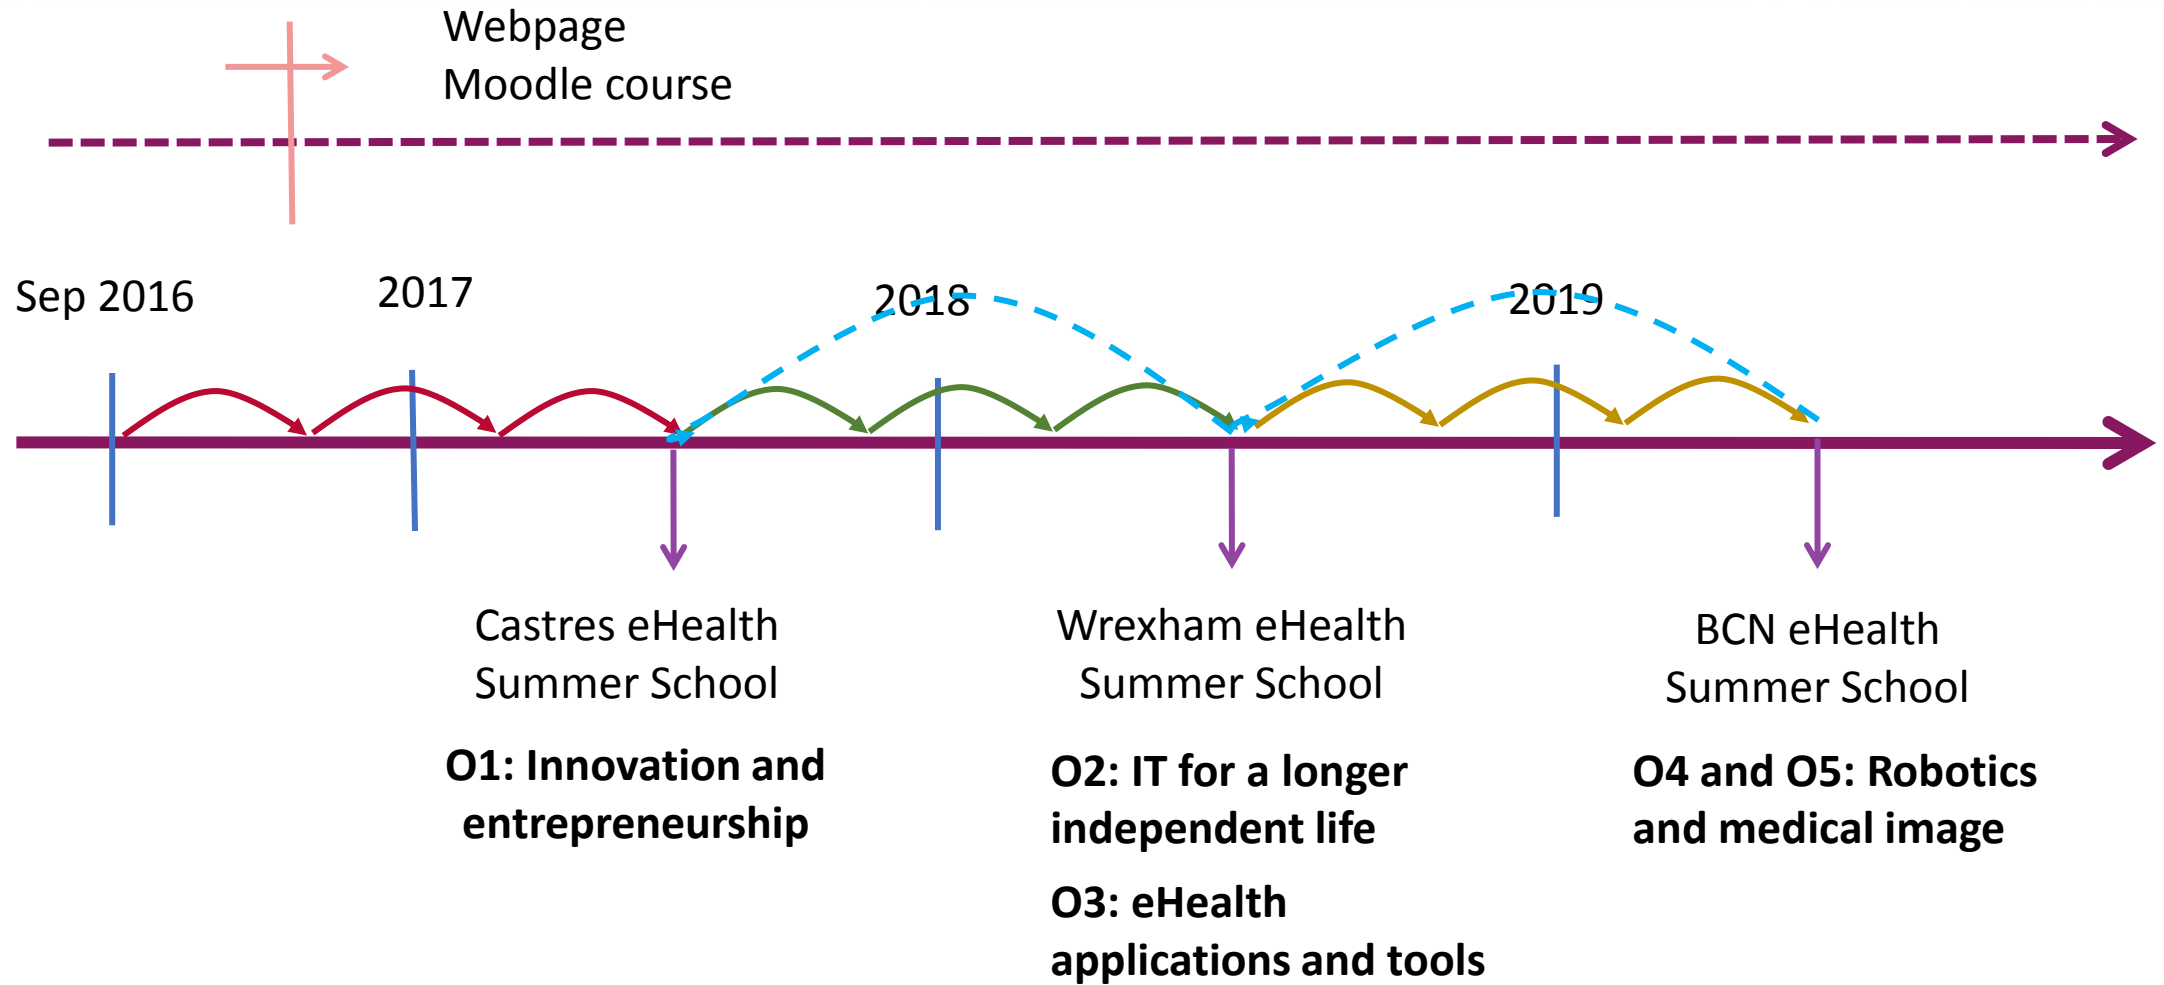 Webpage
Moodle course
Sep 2016
2017
2018
2019
Castres eHealth
Summer School
O1: Innovation and
entrepreneurship
Wrexham eHealth
Summer School
O2: IT for a longer
independent life
O3: eHealth
applications and tools
BCN eHealth
Summer School
O4 and O5: Robotics
and medical image